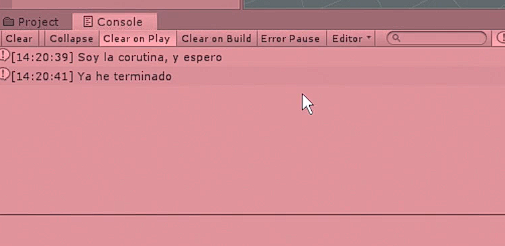 Project Console
Clear Collapse Clear on Play Clear on Build Error Pause Editor
[14:20:39] Soy la corutina, y espero
[14:20:41] Ya he terminado